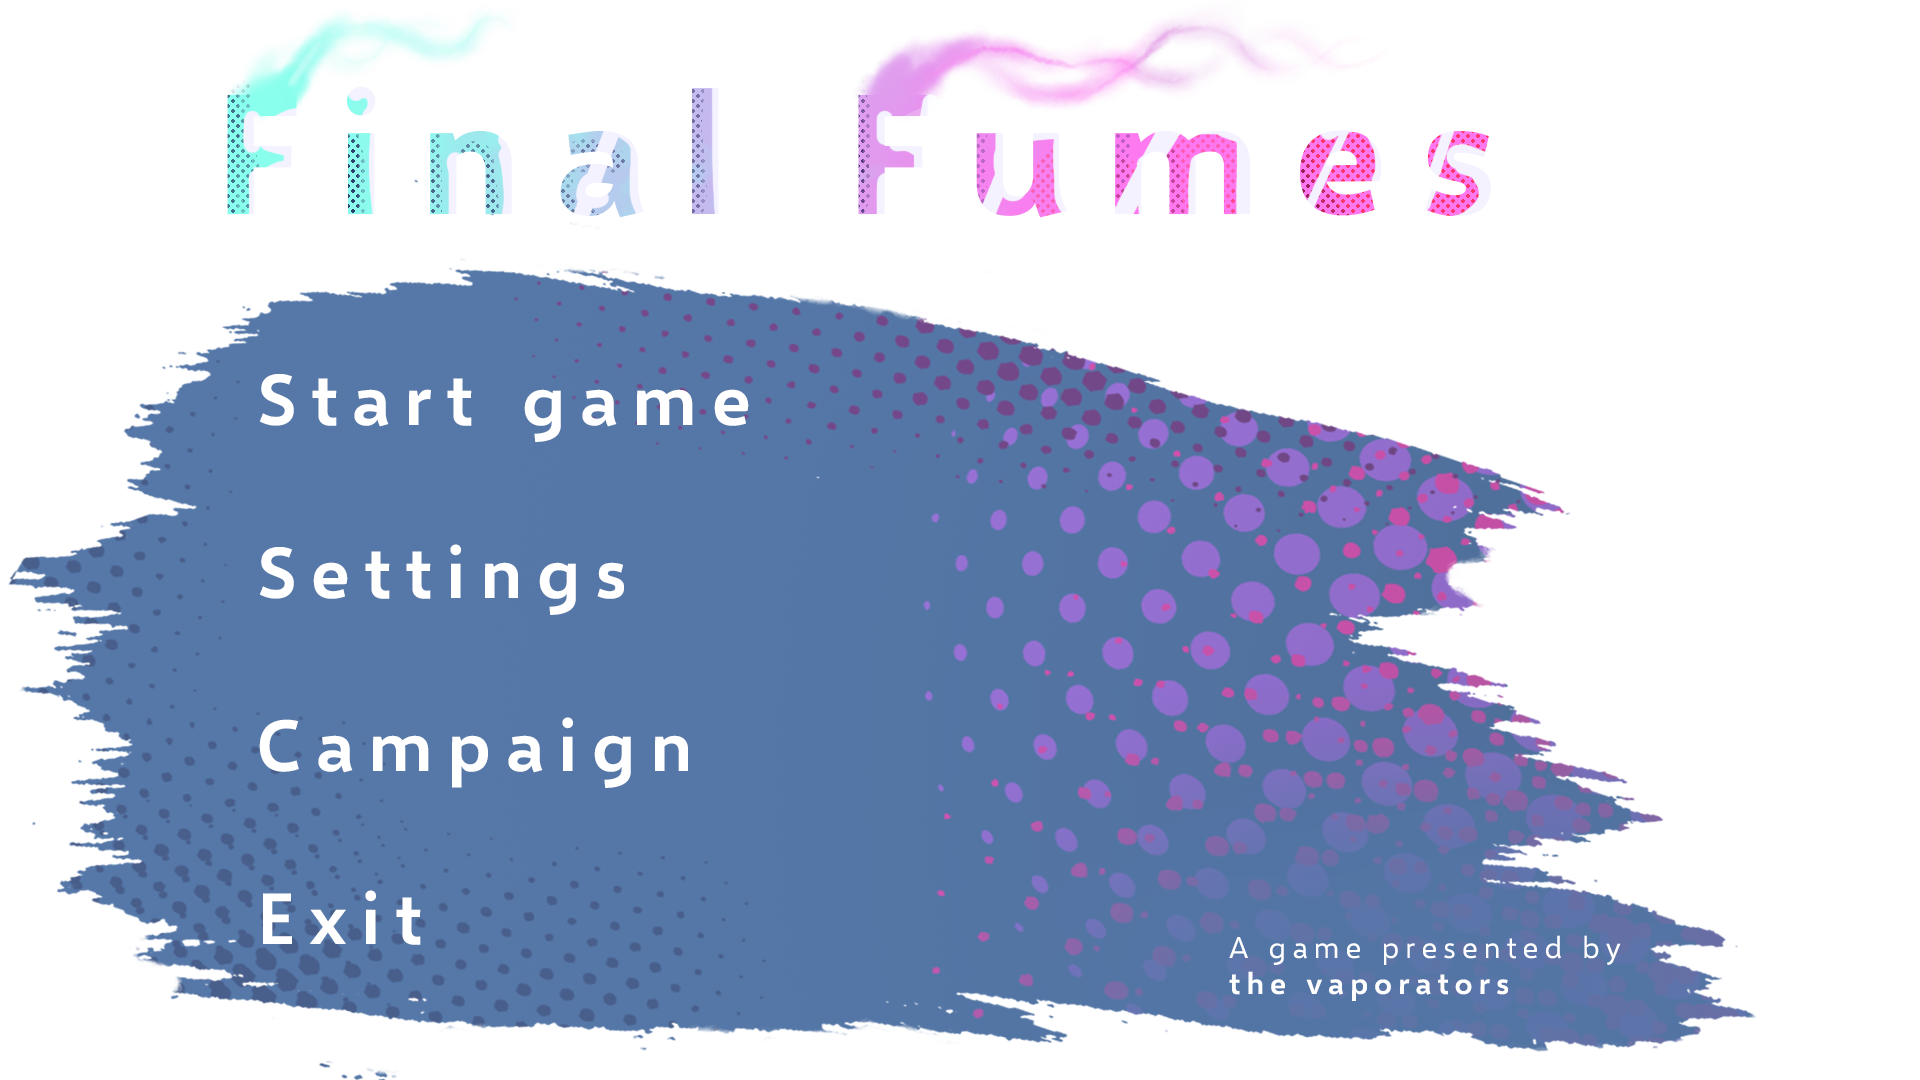 Final Fumes
Start game
Settings
Campaign
Exit
A game presented by
the vaporators